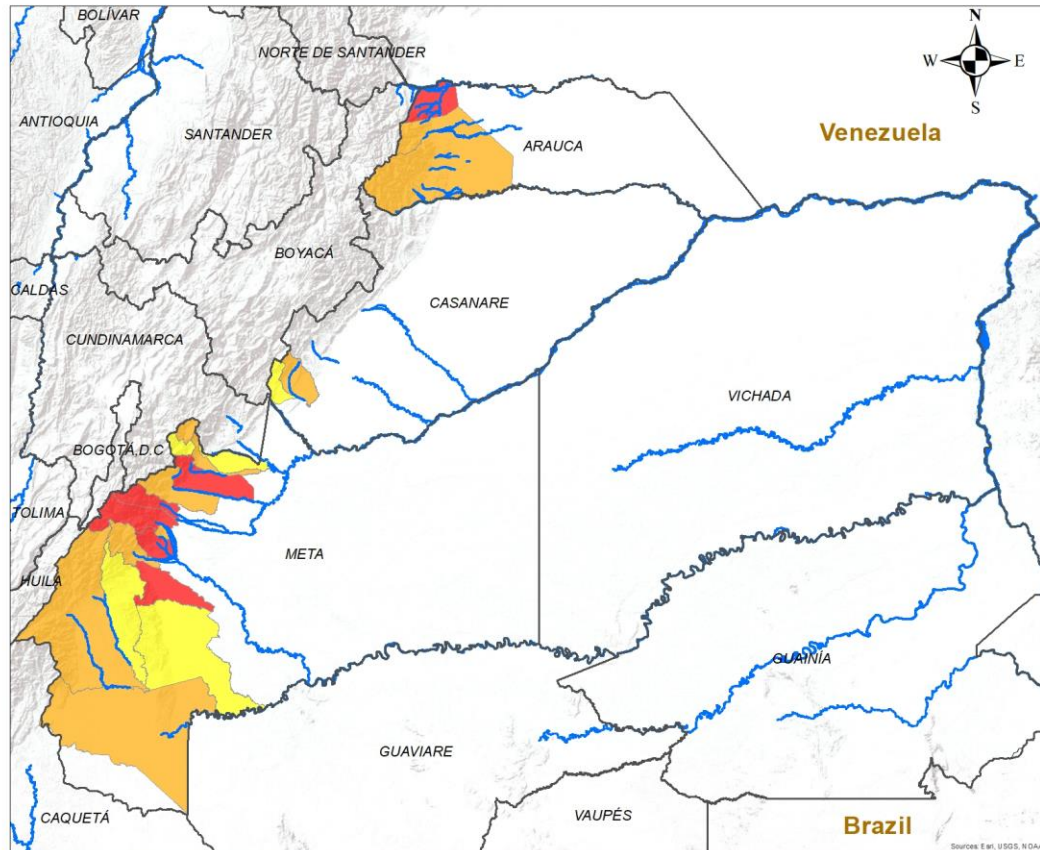 BOLÍVAR
N
NORTE DE SANTANDER
W E
S
ANTIOQUIA
SANTANDER
ARAUCA
Venezuela
BOYACÁ
CALDAS
CASANARE
CUNDINAMARCA
VICHADA
BOGOTÁ,D.C
TOLIMA
META
HUILA
GUAINÍA
GUAVIARE
CAQUETÁ
VAUPÉS
Brazil
Sources: Esri, USGS, NOAA